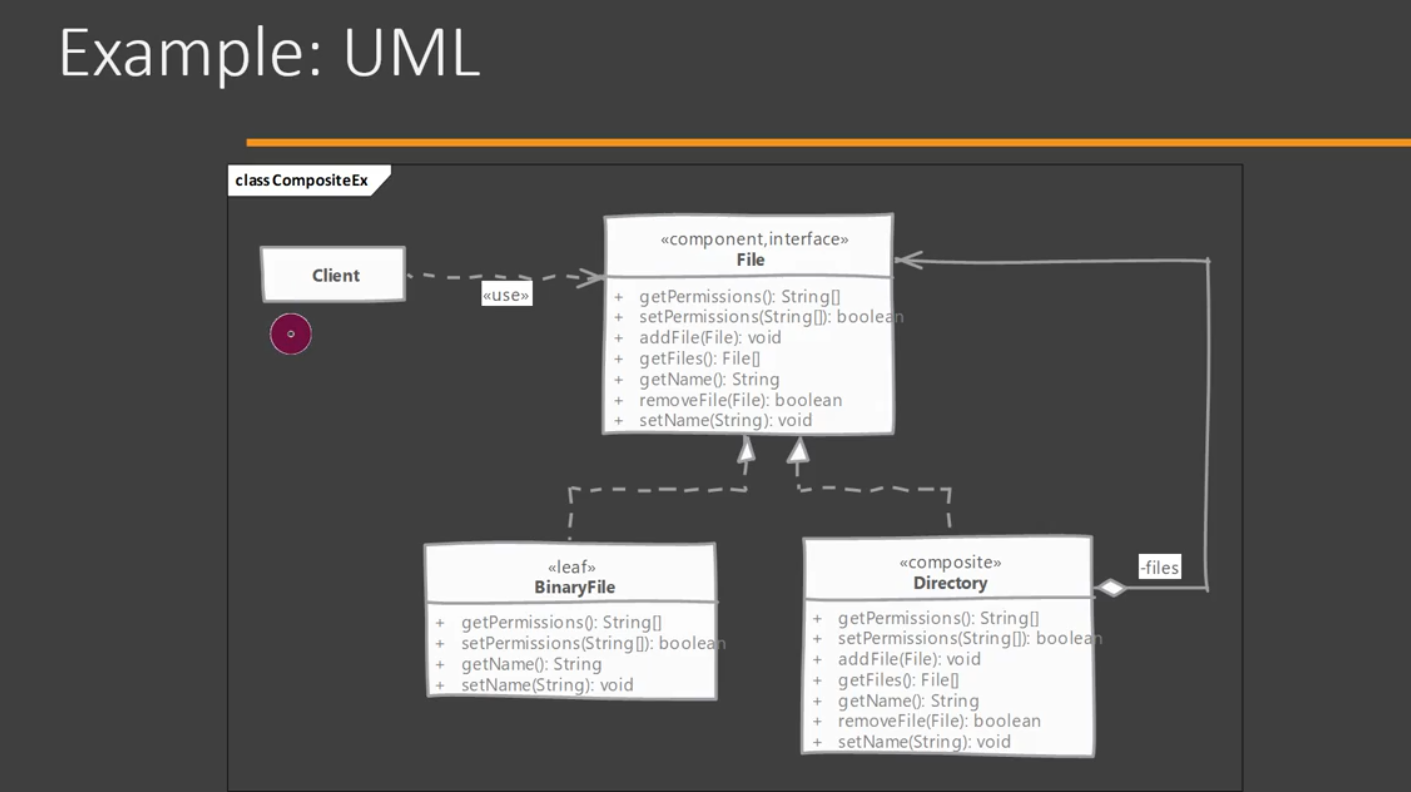 Example: UML
class CompositeEx
Client
«use»
«component,interface»
File
+ getPermissions(): String[]
+ setPermissions(String[]): boolean
+ addFile(File): void
+ getFiles(): File[]
+ getName(): String
+ removeFile(File): boolean
+ setName(String): void
«leaf»
BinaryFile
+ getPermissions(): String[]
+ setPermissions(String[]): boolean
+ getName(): String
+ setName(String): void
«composite»
Directory
+ getPermissions(): String[]
+ setPermissions(String[]): boolean
+ addFile(File): void
+ getFiles(): File[]
+ getName(): String
+ removeFile(File): boolean
+ setName(String): void
-files